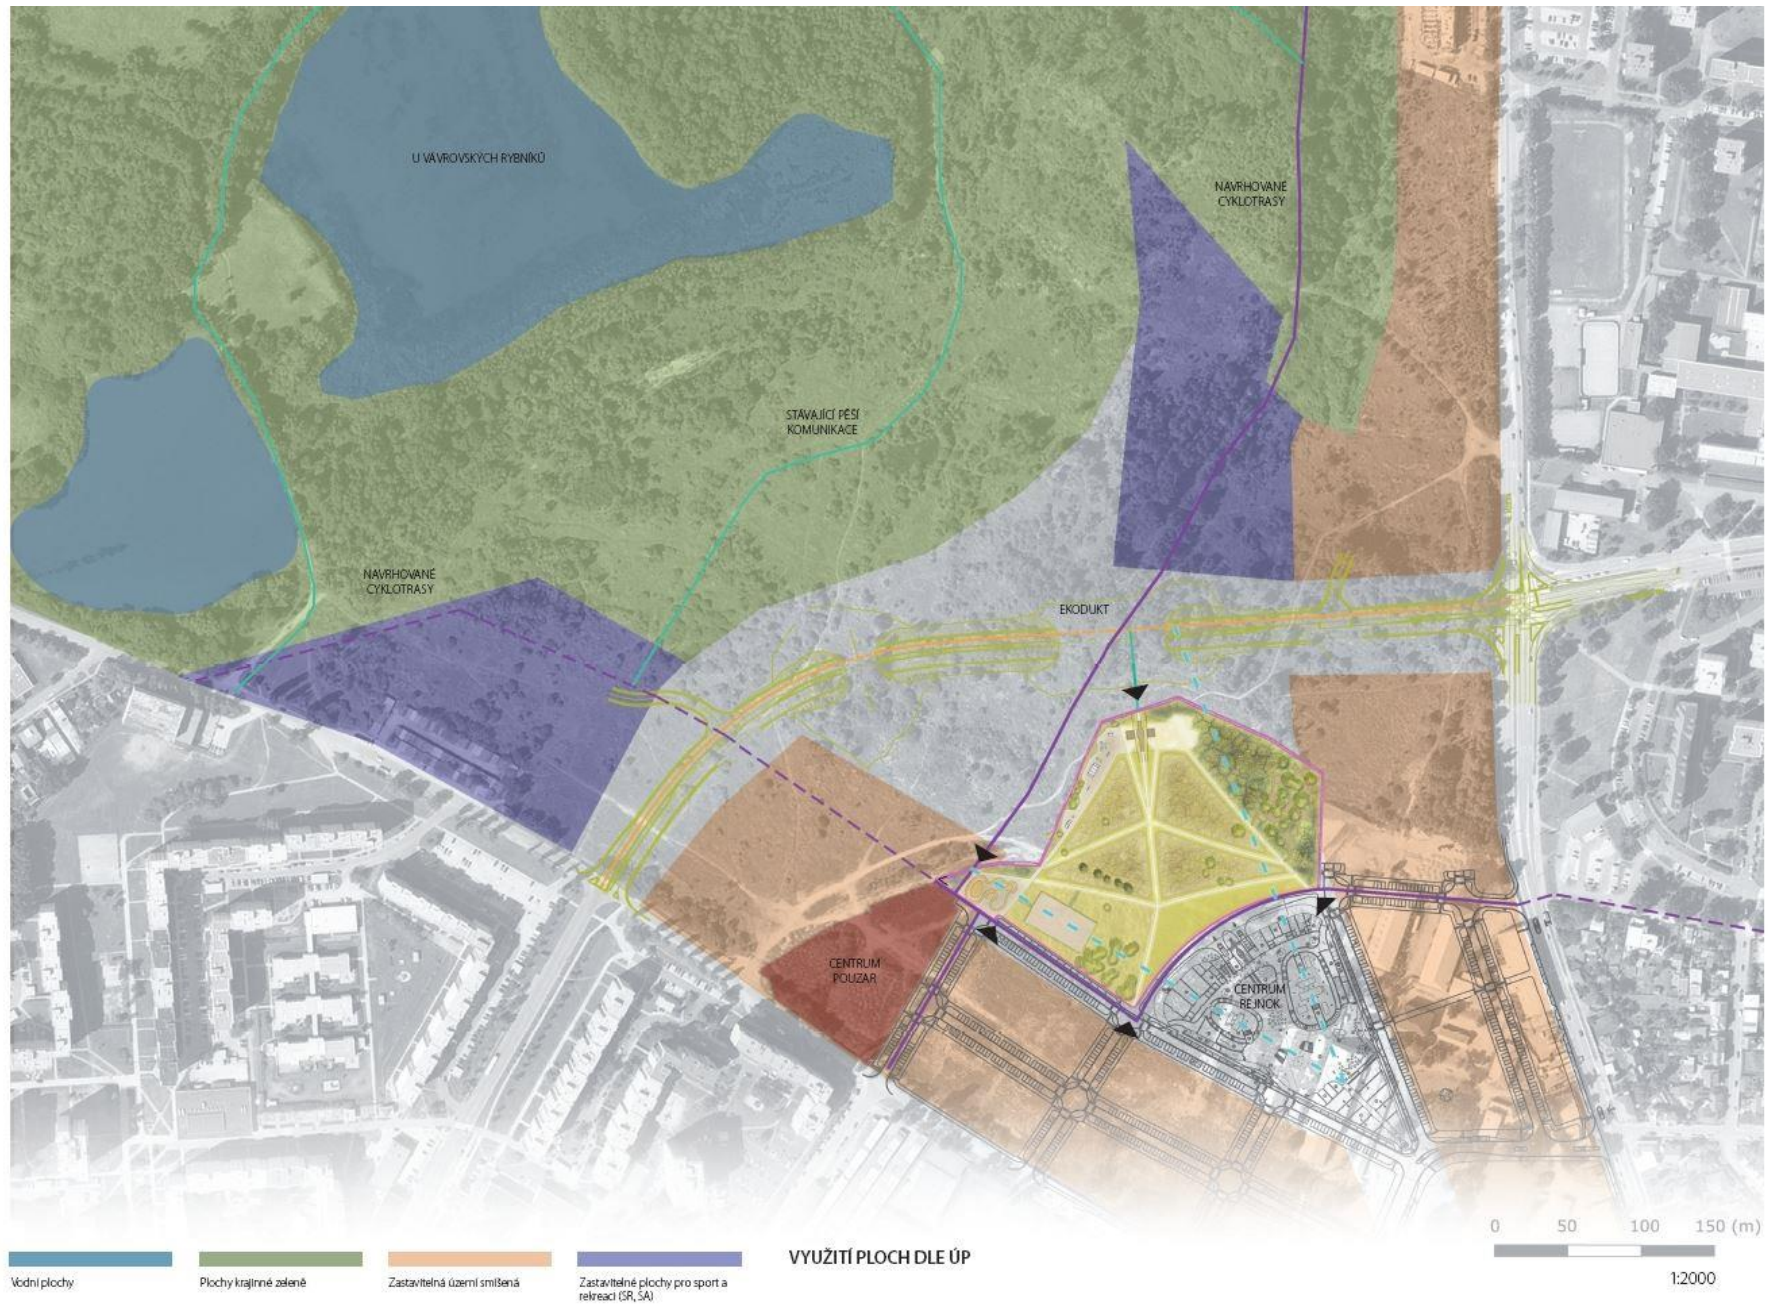 U VÁVROVSKÝCH RYBNÍKŮ
NAVRHOVANÉ
CYKLOTRASY
STÁVAJÍCÍ PĚŠÍ
KOMUNIKACE
NAVRHOVANÉ
CYKLOTRASY
EKODUKT
CENTRUM
POUZAR
CENTRUM
REJNOK
0 50 100 150 (m)
1:2000
VYUŽITÍ PLOCH DLE ÚP
Vodní plochy
Plochy krajinné zeleně
Zastavitelná území smíšená
Zastavitelné plochy pro sport a
rekreaci (SR, SA)